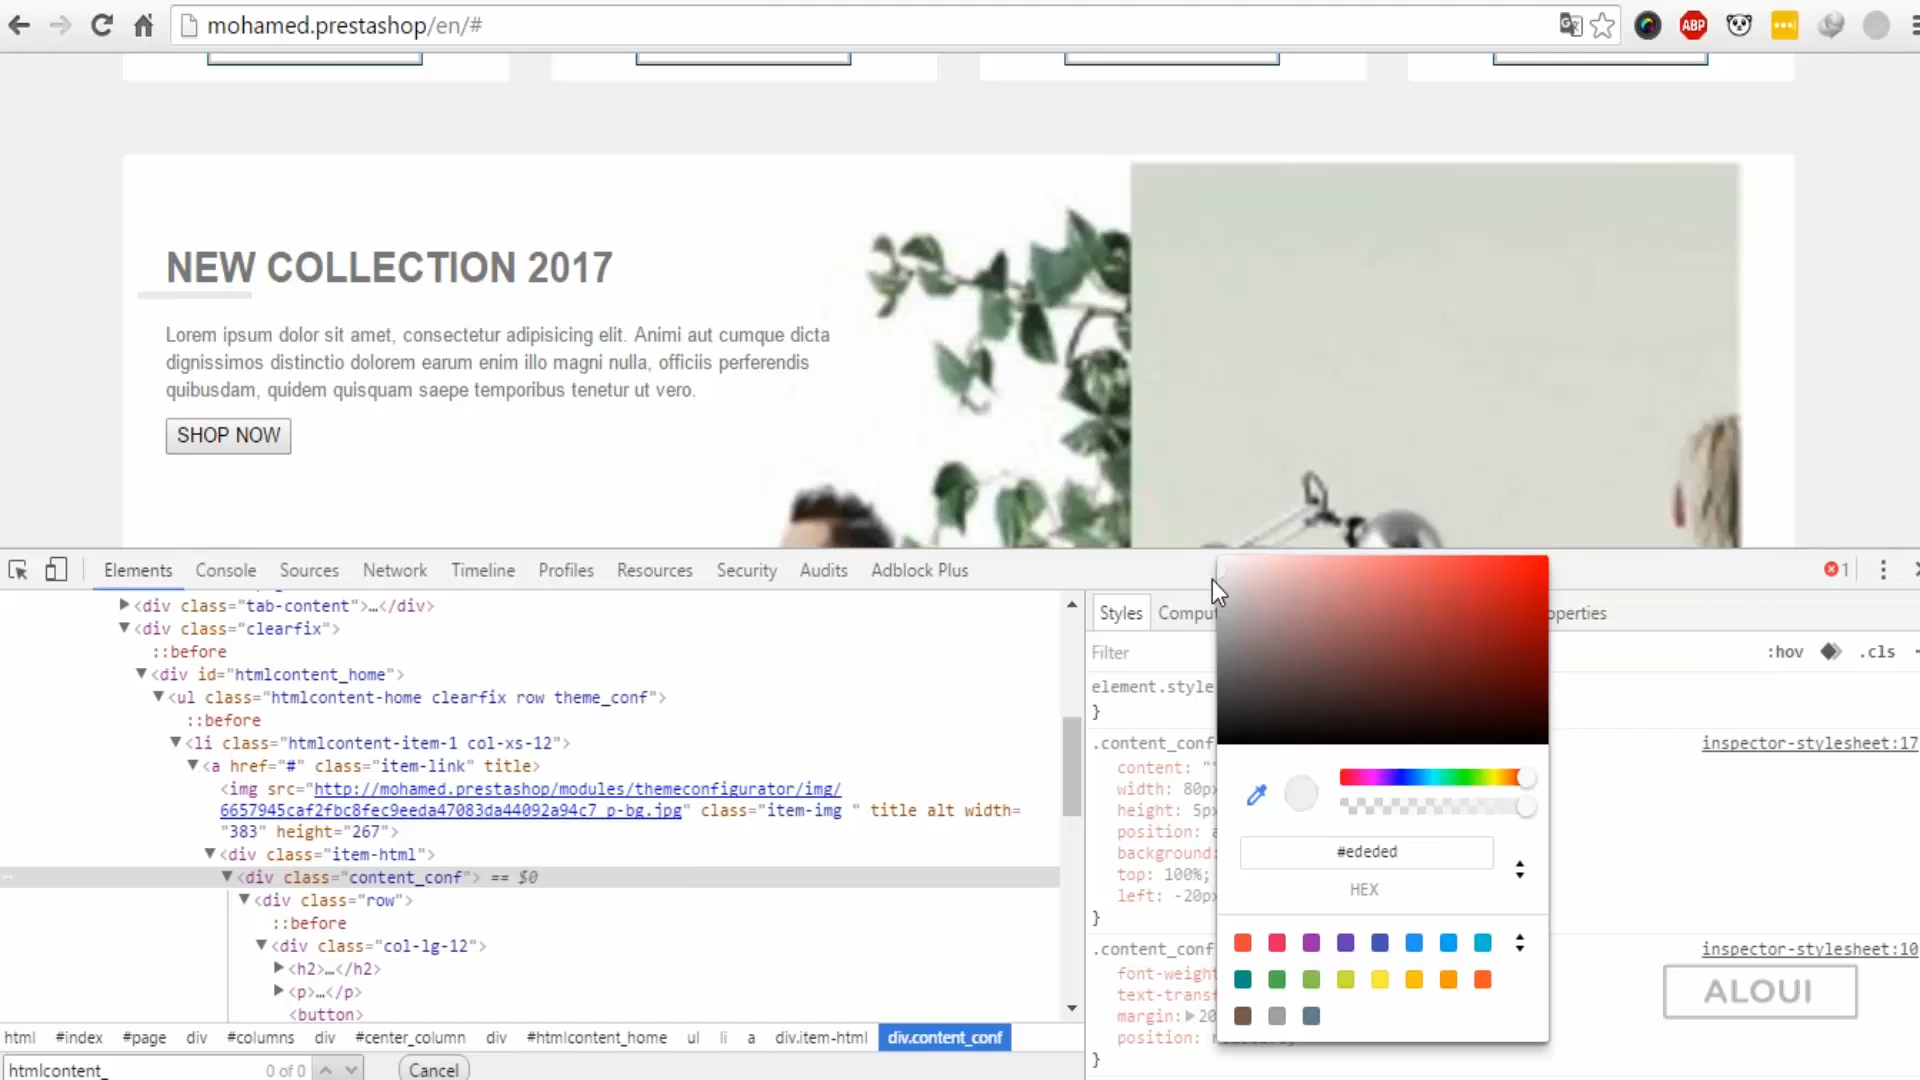 mohamed.prestashop/en/#
ABP
NEW COLLECTION 2017
Lorem ipsum dolor sit amet, consectetur adipisicing elit. Animi aut cumque dicta
dignissimos distinctio dolorem earum enim illo magni nulla, officiis perferendis
quibusdam, quidem quisquam saepe temporibus tenetur ut vero.
SHOP NOW
Elements Console Sources Network Timeline Profiles Resources Security Audits Adblock Plus
1
<div class="tab-content">…</div>
<div class="clearfix">
::before
<div id="htmlcontent_home">
<ul class="htmlcontent-home clearfix row theme_conf">
::before
<li class="htmlcontent-item-1 col-xs-12">
<a href="#" class="item-link" title>
<img src="http://mohamed.prestashop/modules/themeconfigurator/img/
6657945caf2fbc8fec9eeda47083da44092a94c7_p-bg.jpg" class="item-img " title alt width=
"383" height="267">
<div class="item-html">
<div class="content_conf"> == $0
<div class="row">
::before
<div class="col-lg-12">
<h2>…</h2>
<p>…</p>
<button>
html #index #page div #columns div #center_column div #htmlcontent_home ul li a div.item-html div.content_conf
htmlcontent_ 0 of 0 Cancel
Styles Compu operties
Filter :hov .cls
element.style
}
.content_conf inspector-stylesheet:17
content: "
width: 80px
height: 5px
position: a
background:
top: 100%;
left: -20px
}
.content_conf inspector-stylesheet:10
font-weight
text-transf
margin: 20
position:
}
#ededed
HEX
ALOUI